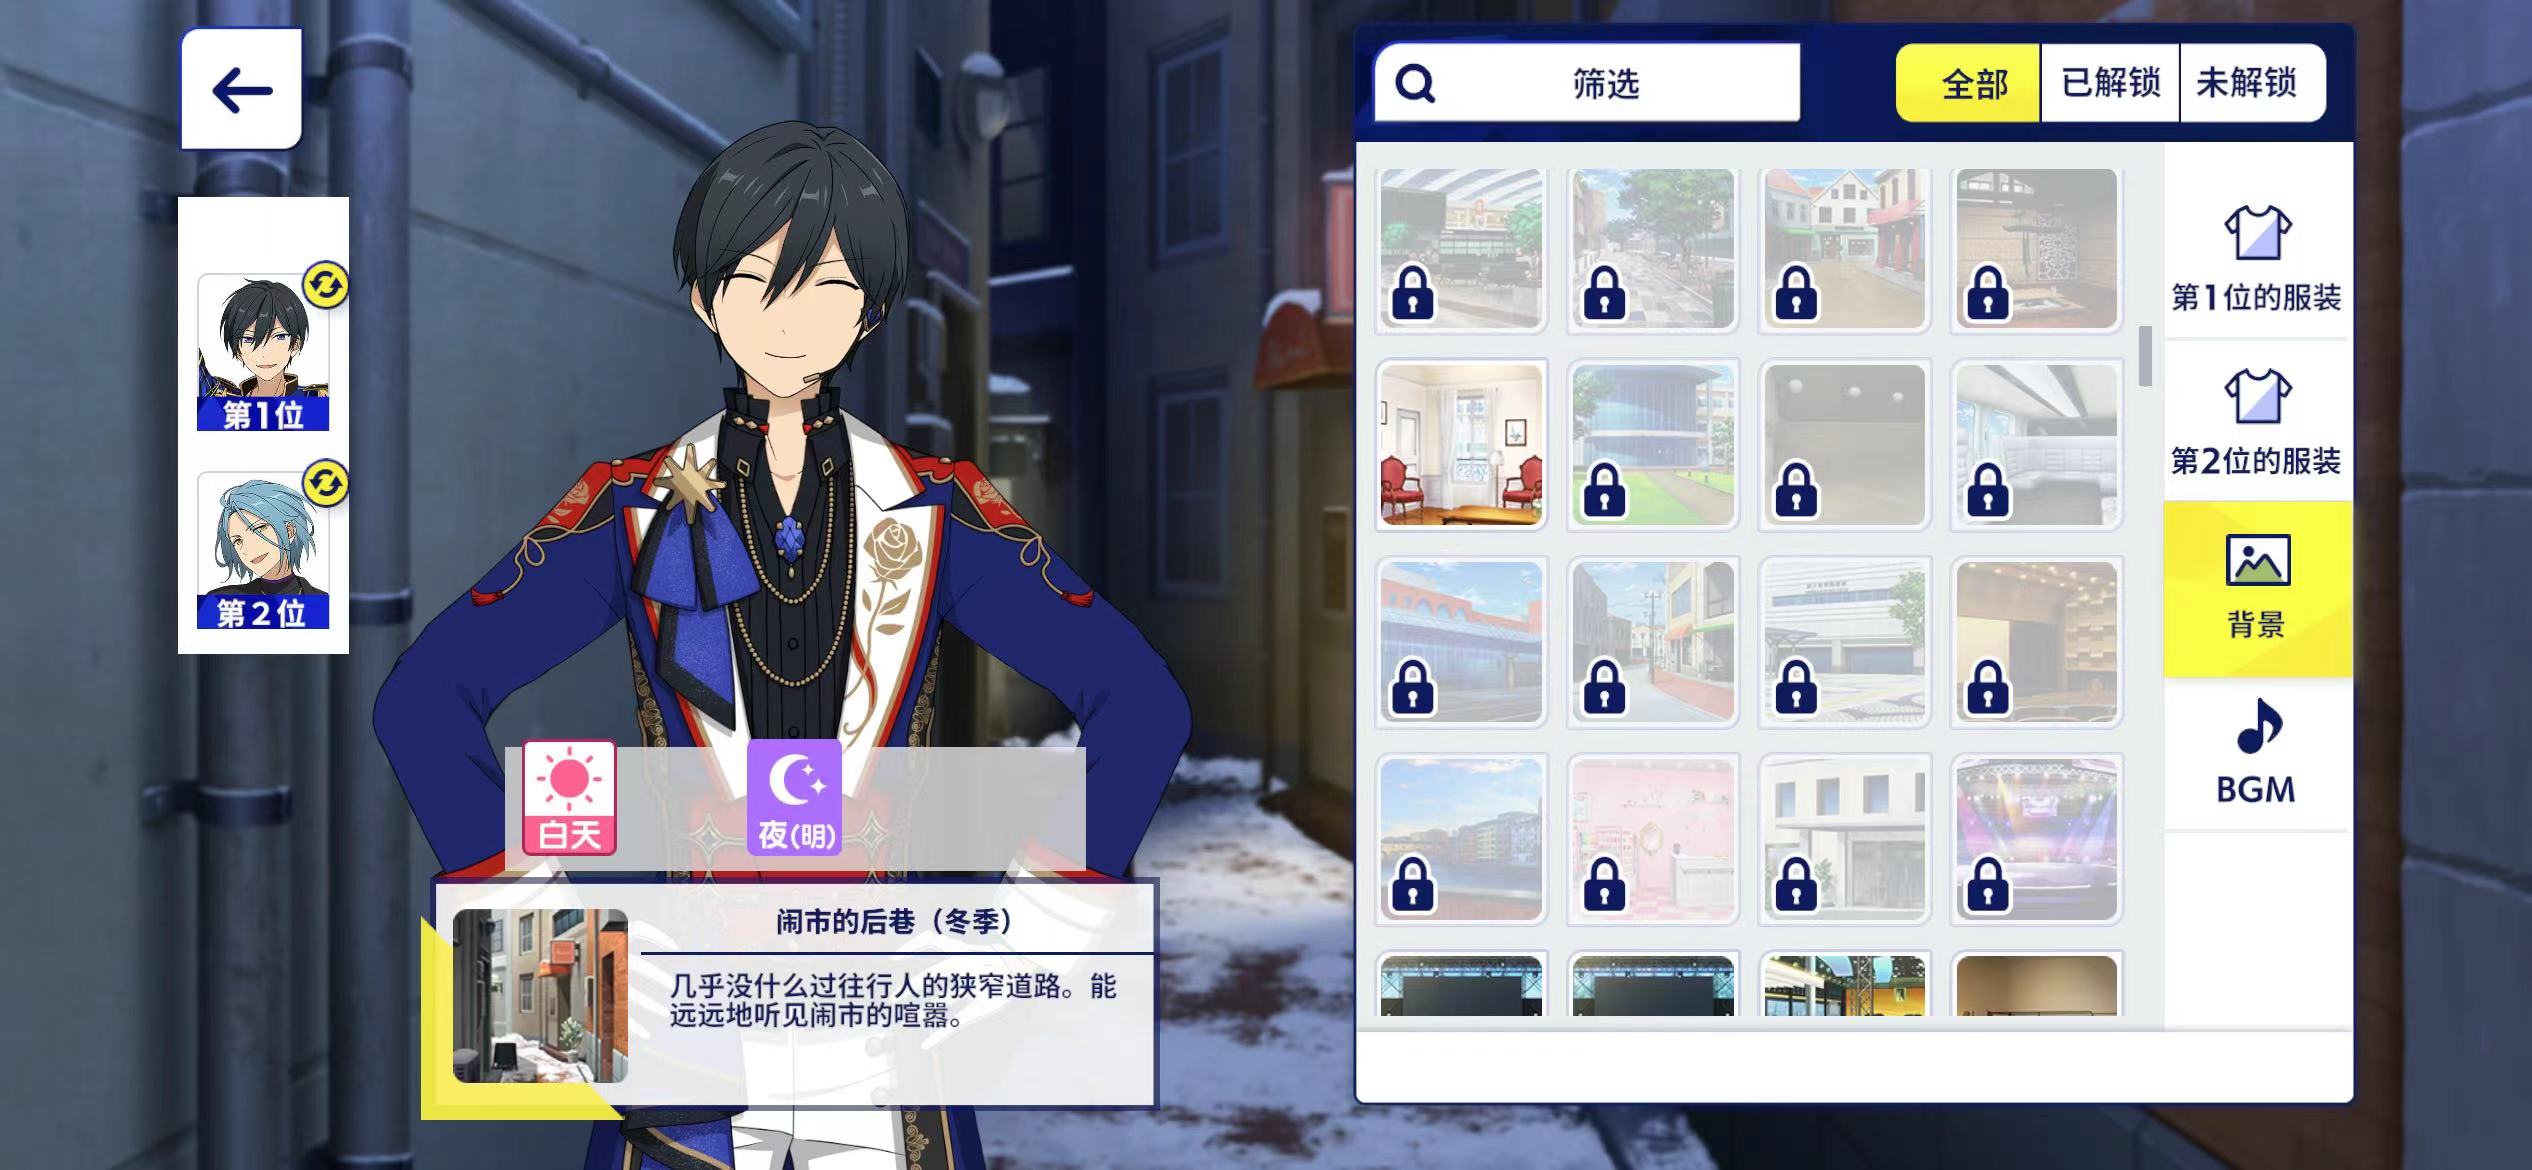 筛选
全部
已解锁
未解锁
第1位
第2位
第1位的服装
第2位的服装
背景
BGM
白天
夜(明)
闹市的后巷（冬季）
几乎没什么过往行人的狭窄道路。能
远远地听见闹市的喧嚣。